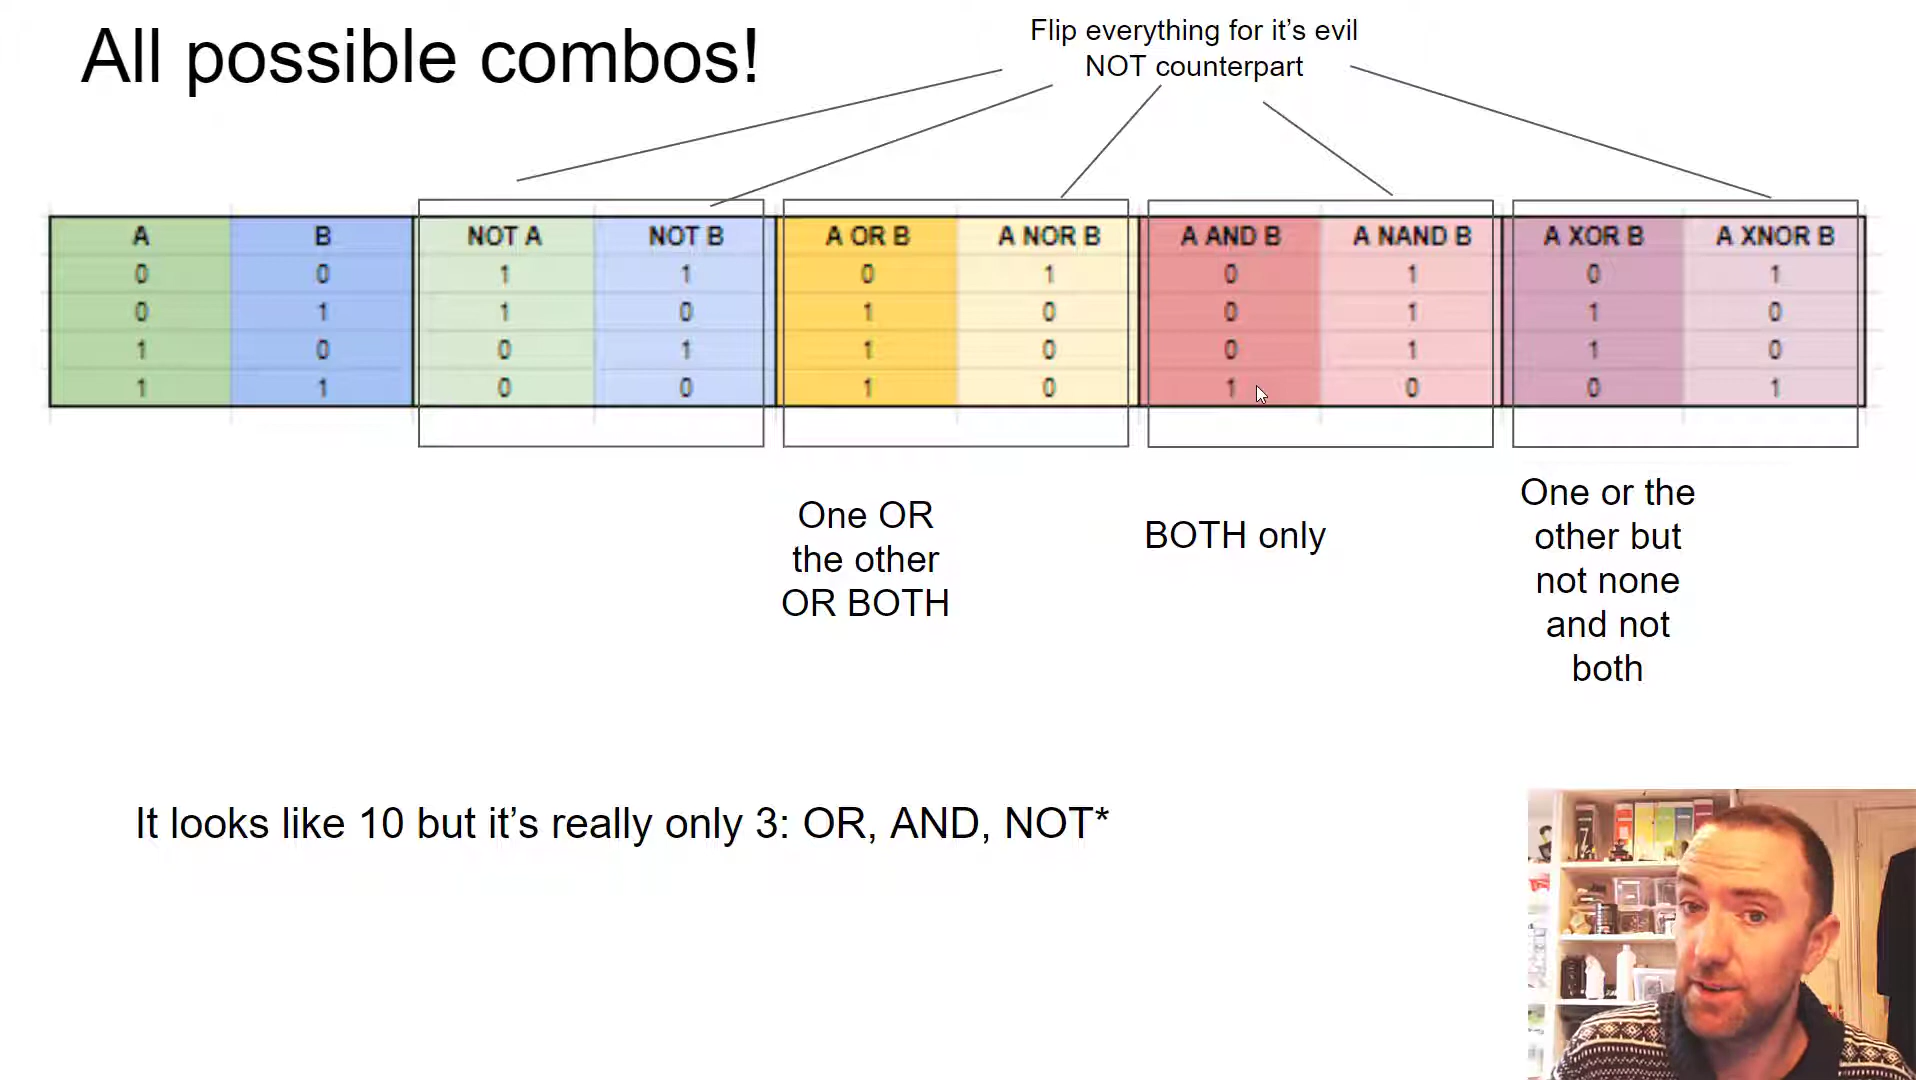 All possible combos!
Flip everything for it's evil
NOT counterpart
A B NOT A NOT B A OR B A NOR B A AND B A NAND B A XOR B A XNOR B
0 0 1 1 0 1 0 1 0 1
0 1 1 0 1 0 0 1 1 0
1 0 0 1 1 0 0 1 1 0
1 1 0 0 1 0 1 0 0 1
One OR
the other
OR BOTH
BOTH only
One or the
other but
not none
and not
both
It looks like 10 but it's really only 3: OR, AND, NOT*